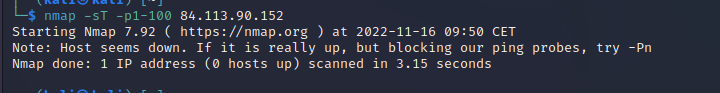 $ nmap -sT -p1-100 84.113.90.152
Starting Nmap 7.92 ( https://nmap.org ) at 2022-11-16 09:50 CET
Note: Host seems down. If it is really up, but blocking our ping probes, try -Pn
Nmap done: 1 IP address (0 hosts up) scanned in 3.15 seconds